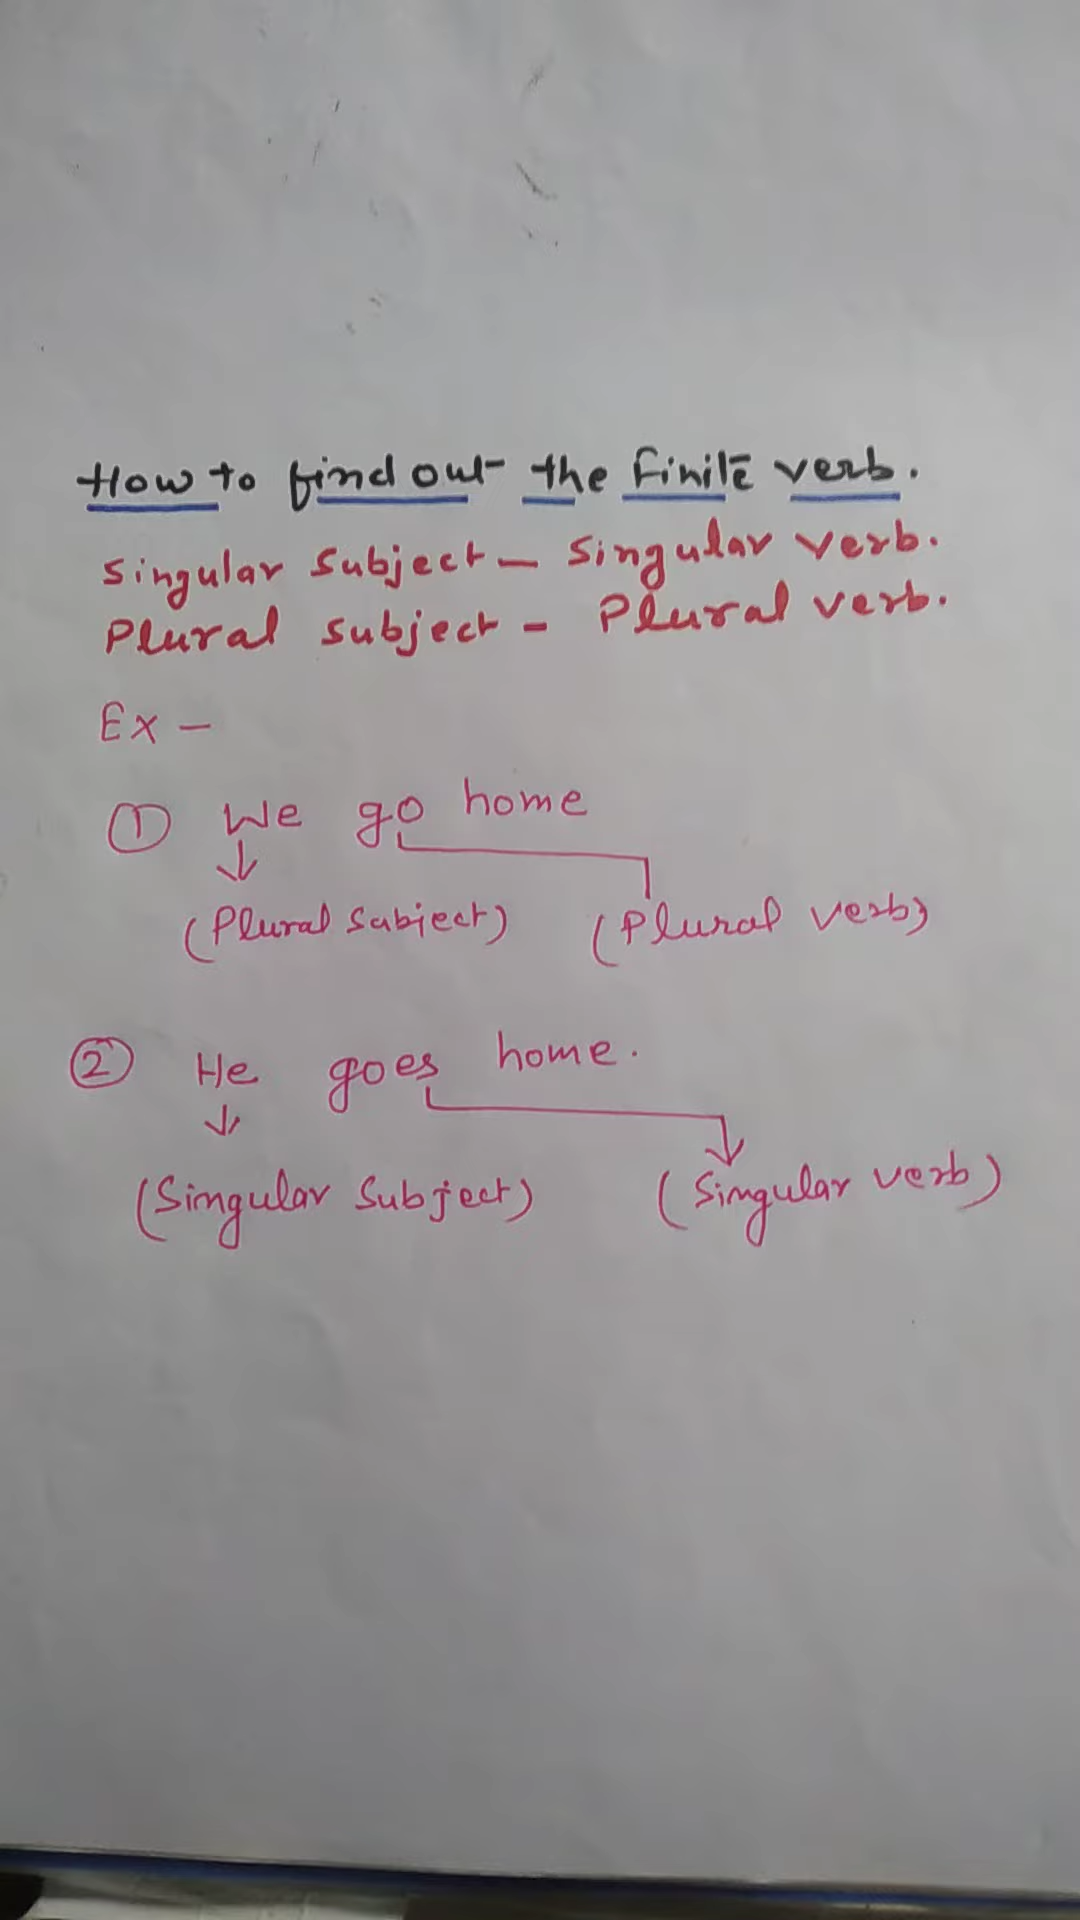 How to find out the Finite verb.
Singular Subject - Singular verb.
Plural subject - Plural verb.
Ex -
① We go home
(Plural Subject) (Plural verb)
② He goes home.
(Singular Subject) (Singular verb)